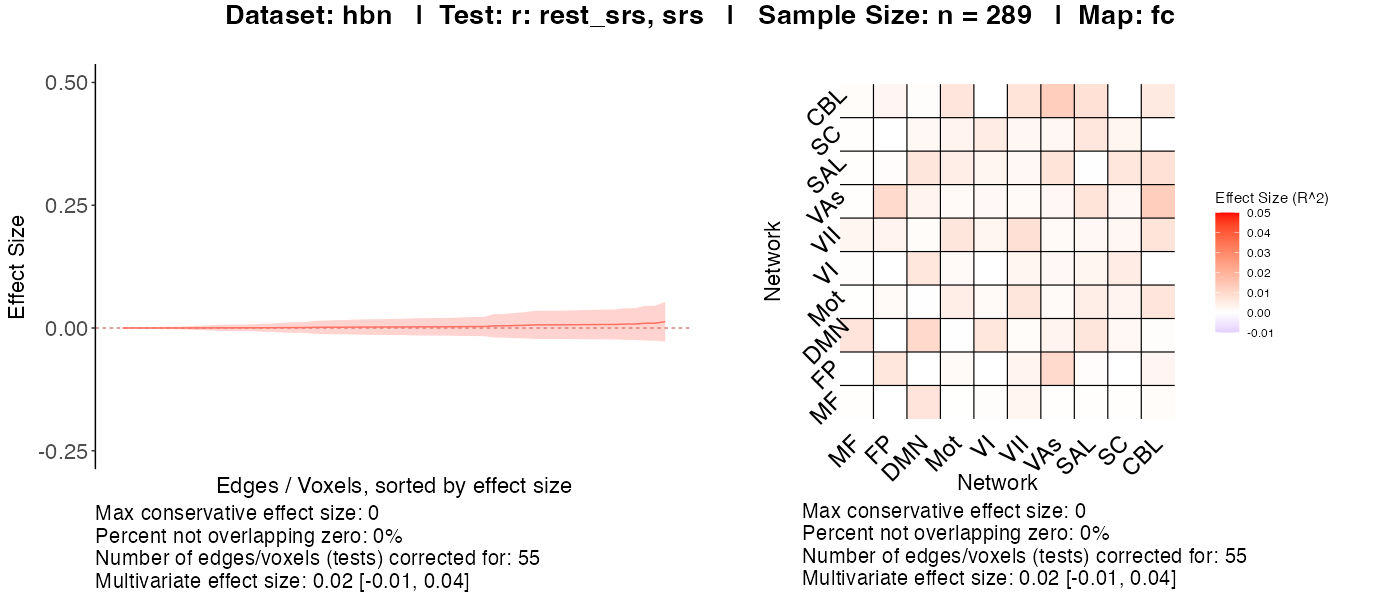 Dataset: hbn | Test: r: rest_srs, srs | Sample Size: n = 289 | Map: fc
0.50
0.25
0.00
-0.25
Effect Size
Edges / Voxels, sorted by effect size
Max conservative effect size: 0
Percent not overlapping zero: 0%
Number of edges/voxels (tests) corrected for: 55
Multivariate effect size: 0.02 [-0.01, 0.04]
Network
CBL
SC
SAL
VAs
VII
VI
Mot
DMN
FP
MF
MF FP DMN Mot VI VII VAs SAL SC CBL
Network
Max conservative effect size: 0
Percent not overlapping zero: 0%
Number of edges/voxels (tests) corrected for: 55
Multivariate effect size: 0.02 [-0.01, 0.04]
Effect Size (R^2)
0.05
0.04
0.03
0.02
0.01
0.00
-0.01